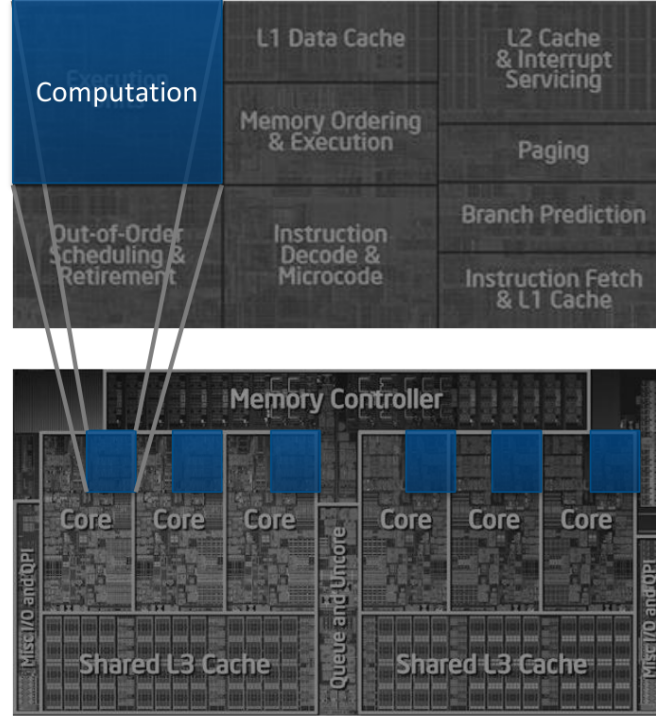 L1 Data Cache
L2 Cache
& Interrupt
Servicing
Execution
Units
Computation
Memory Ordering
& Execution
Paging
Branch Prediction
Out-of-Order
Scheduling &
Retirement
Instruction
Decode &
Microcode
Instruction Fetch
& L1 Cache
Memory Controller
Core
Core
Core
Core
Core
Core
Misc I/O and QPI
Queue and Uncore
Misc I/O and QPI
Shared L3 Cache
Shared L3 Cache